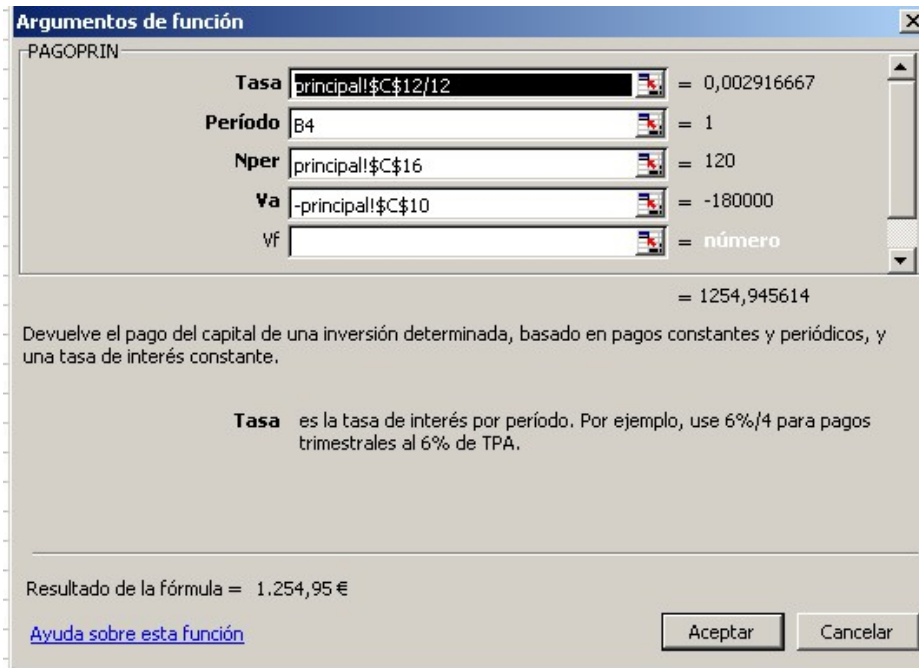 Argumentos de función
PAGOPRIN
Tasa principal!$C$12/12 = 0,002916667
Período B4 = 1
Nper principal!$C$16 = 120
Va -principal!$C$10 = -180000
Vf = número
= 1254,945614
Devuelve el pago del capital de una inversión determinada, basado en pagos constantes y periódicos, y
una tasa de interés constante.
Tasa es la tasa de interés por período. Por ejemplo, use 6%/4 para pagos
trimestrales al 6% de TPA.
Resultado de la fórmula = 1.254,95 €
Ayuda sobre esta función
Aceptar
Cancelar